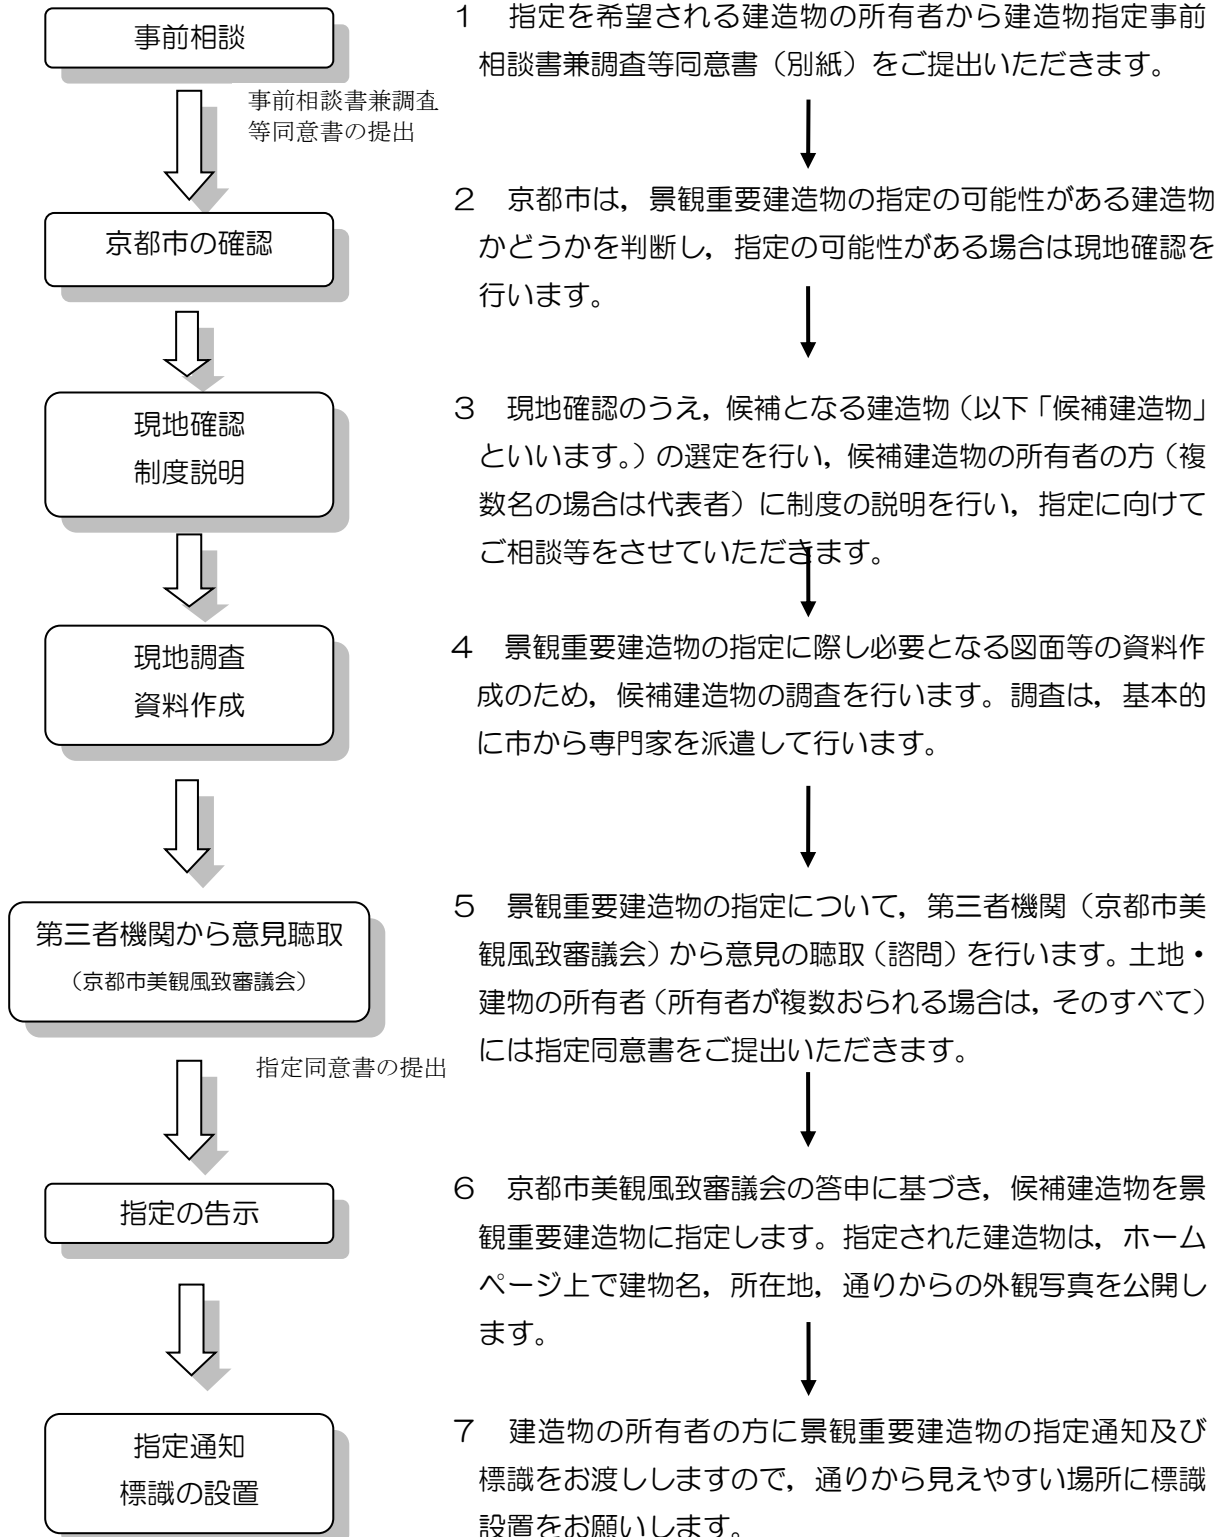 事前相談
事前相談書兼調査
等同意書の提出
京都市の確認
現地確認
制度説明
現地調査
資料作成
第三者機関から意見聴取
（京都市美観風致審議会）
指定同意書の提出
指定の告示
指定通知
標識の設置
１　指定を希望される建造物の所有者から建造物指定事前
相談書兼調査等同意書（別紙）をご提出いただきます。
２　京都市は，景観重要建造物の指定の可能性がある建造物
かどうかを判断し，指定の可能性がある場合は現地確認を
行います。
３　現地確認のうえ，候補となる建造物（以下「候補建造物」
といいます。）の選定を行い，候補建造物の所有者の方（複
数名の場合は代表者）に制度の説明を行い，指定に向けて
ご相談等をさせていただきます。
４　景観重要建造物の指定に際し必要となる図面等の資料作
成のため，候補建造物の調査を行います。調査は，基本的
に市から専門家を派遣して行います。
５　景観重要建造物の指定について，第三者機関（京都市美
観風致審議会）から意見の聴取（諮問）を行います。土地・
建物の所有者（所有者が複数おられる場合は，そのすべて）
には指定同意書をご提出いただきます。
６　京都市美観風致審議会の答申に基づき，候補建造物を景
観重要建造物に指定します。指定された建造物は，ホーム
ページ上で建物名，所在地，通りからの外観写真を公開し
ます。
７　建造物の所有者の方に景観重要建造物の指定通知及び
標識をお渡ししますので，通りから見えやすい場所に標識
設置をお願いします。